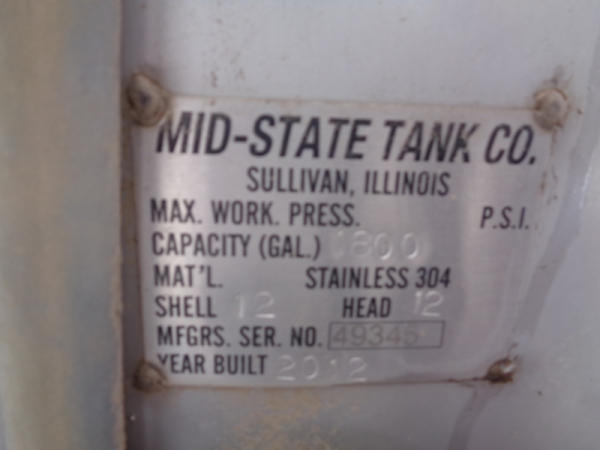 MID-STATE TANK CO.
SULLIVAN, ILLINOIS
MAX. WORK. PRESS. P.S.I.
CAPACITY (GAL.)
MAT'L. STAINLESS 304
SHELL 12 HEAD 12
MFGRS. SER. NO. 49345
YEAR BUILT 2012